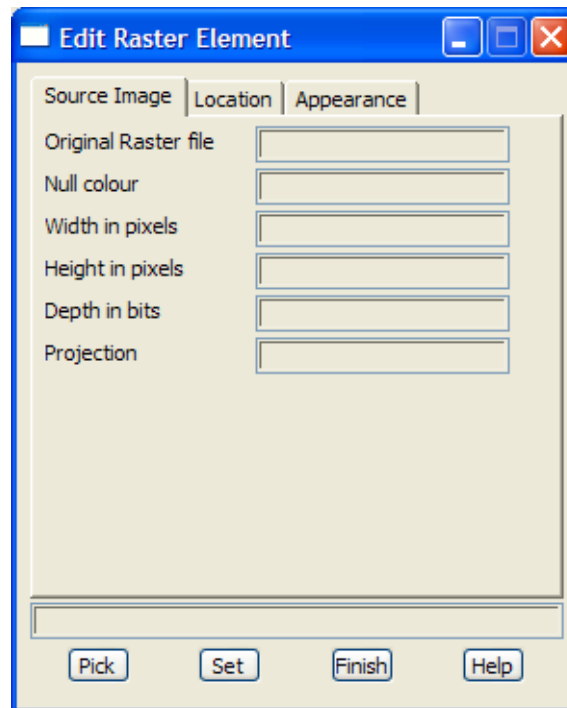 Edit Raster Element
Source Image Location Appearance
Original Raster file
Null colour
Width in pixels
Height in pixels
Depth in bits
Projection
Pick Set Finish Help